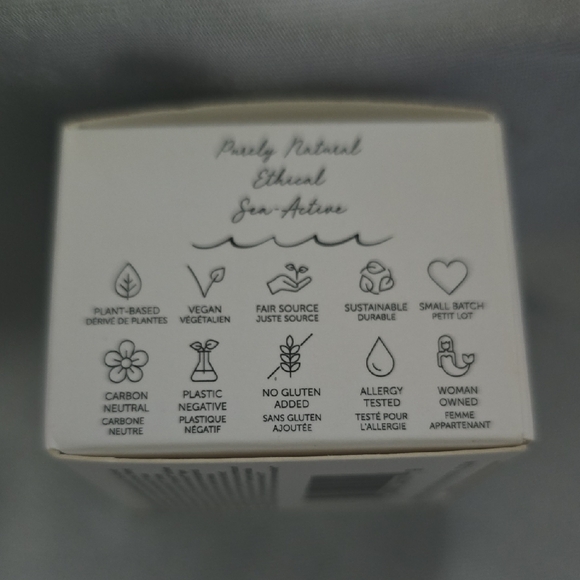 Purely Natural
Ethical
Sea-Active
PLANT-BASED
DÉRIVÉ DE PLANTES
VEGAN
VÉGÉTALIEN
FAIR SOURCE
JUSTE SOURCE
SUSTAINABLE
DURABLE
SMALL BATCH
PETIT LOT
CARBON
NEUTRAL
CARBONE
NEUTRE
PLASTIC
NEGATIVE
PLASTIQUE
NÉGATIF
NO GLUTEN
ADDED
SANS GLUTEN
AJOUTÉE
ALLERGY
TESTED
TESTÉ POUR
L'ALLERGIE
WOMAN
OWNED
FEMME
APPARTENANT